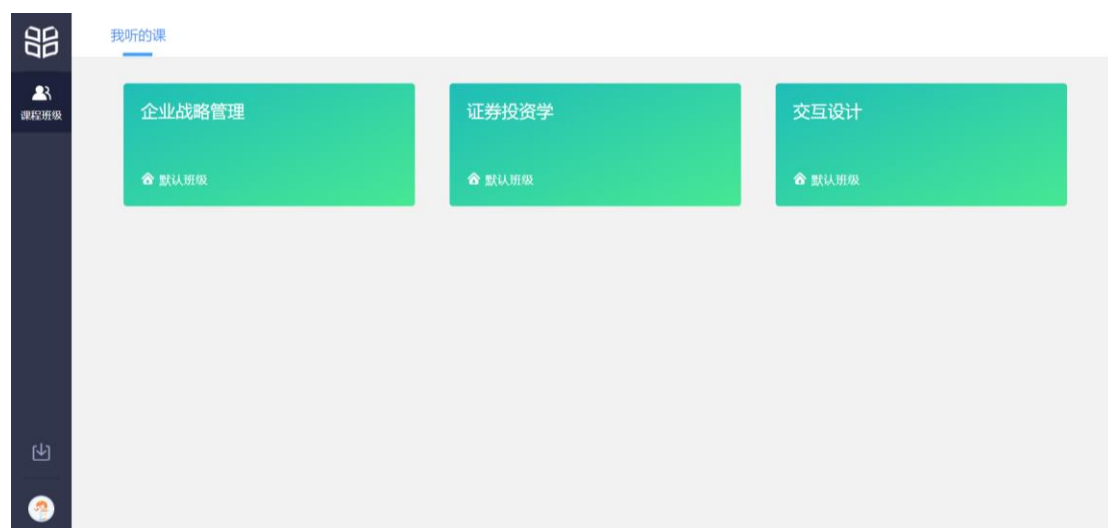 我听的课
课程班级
企业战略管理
默认班级
证券投资学
默认班级
交互设计
默认班级